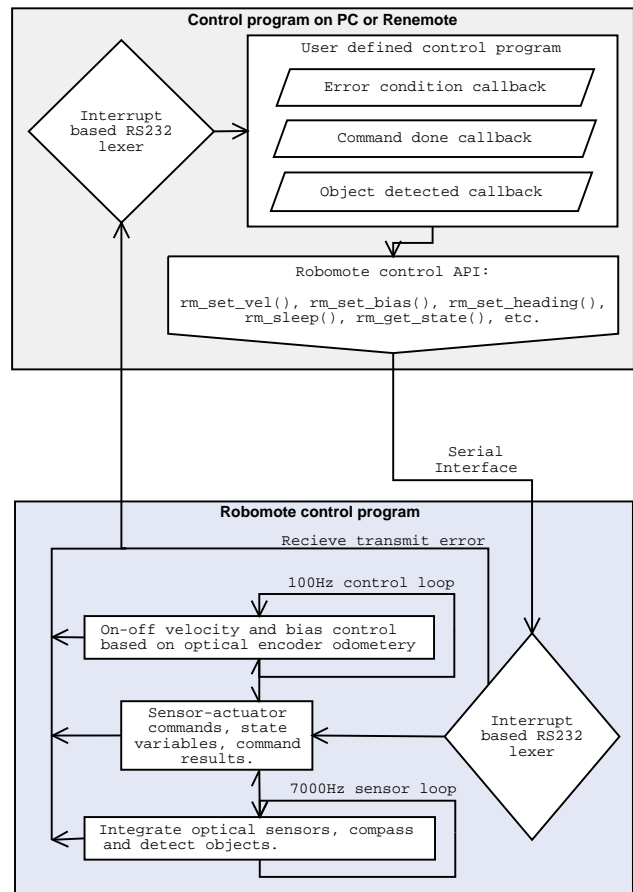 Control program on PC or Renemote
User defined control program
Error condition callback
Interrupt
based RS232
lexer
Command done callback
Object detected callback
Robomote control API:
rm_set_vel(), rm_set_bias(), rm_set_heading(),
rm_sleep(), rm_get_state(), etc.
Serial
Interface
Robomote control program
Recieve transmit error
100Hz control loop
On-off velocity and bias control
based on optical encoder odometery
Sensor-actuator
commands, state
variables, command
results.
Interrupt
based RS232
lexer
7000Hz sensor loop
Integrate optical sensors, compass
and detect objects.